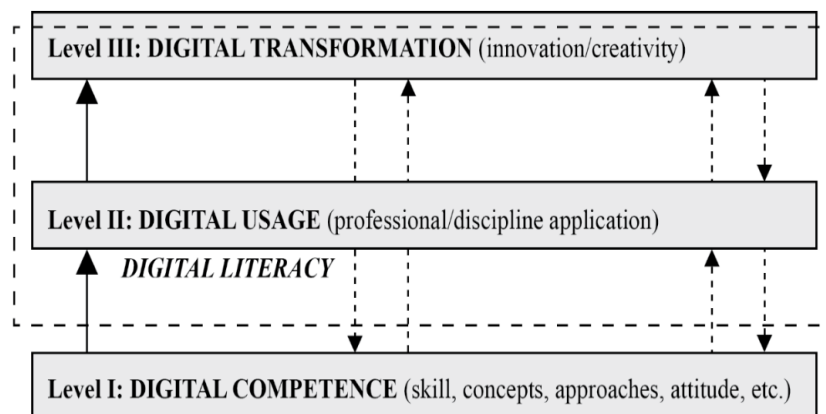 Level III: DIGITAL TRANSFORMATION (innovation/creativity)
Level II: DIGITAL USAGE (professional/discipline application)
DIGITAL LITERACY
Level I: DIGITAL COMPETENCE (skill, concepts, approaches, attitude, etc.)